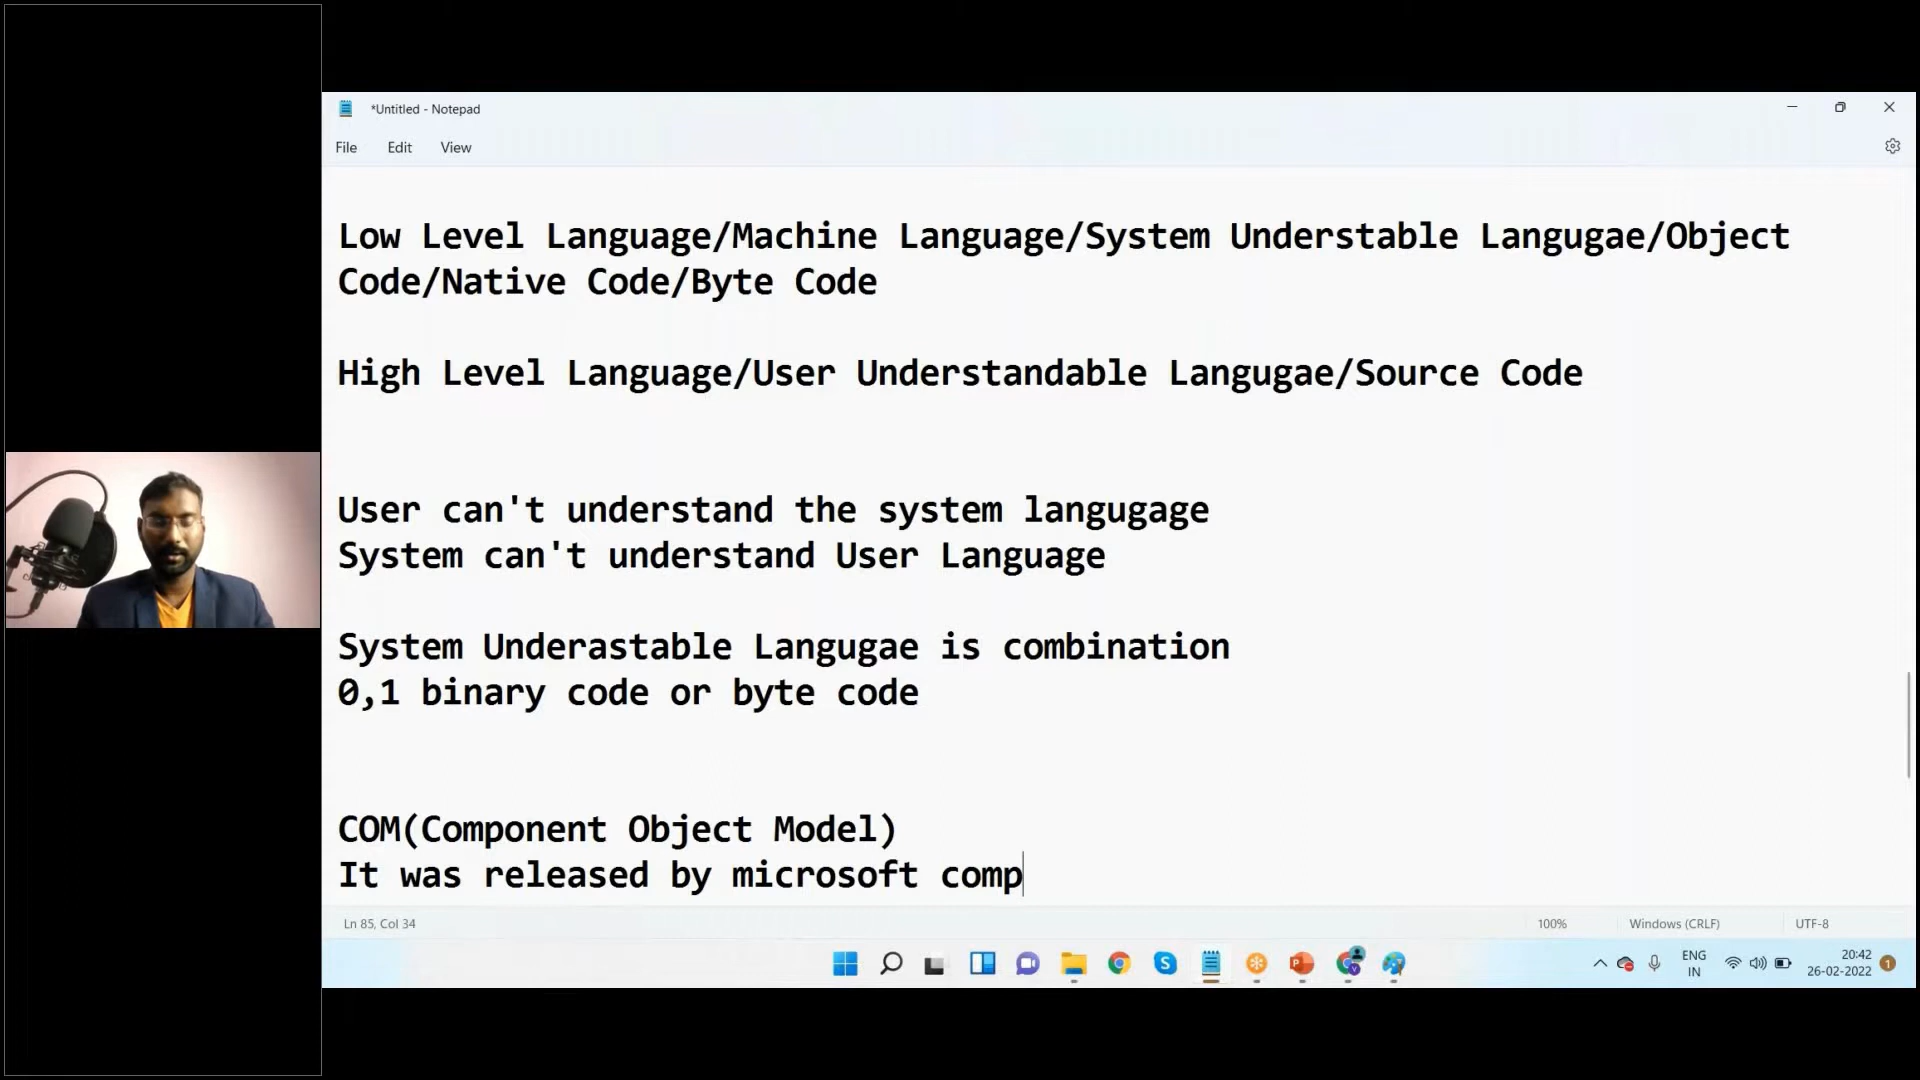 *Untitled - Notepad
File Edit View
Low Level Language/Machine Language/System Understable Langugae/Object
Code/Native Code/Byte Code
High Level Language/User Understandable Langugae/Source Code
User can't understand the system langugage
System can't understand User Language
System Underastable Langugae is combination
0,1 binary code or byte code
COM(Component Object Model)
It was released by microsoft comp
Ln 85, Col 34 100% Windows (CRLF) UTF-8
ENG 20:42
IN 26-02-2022 1